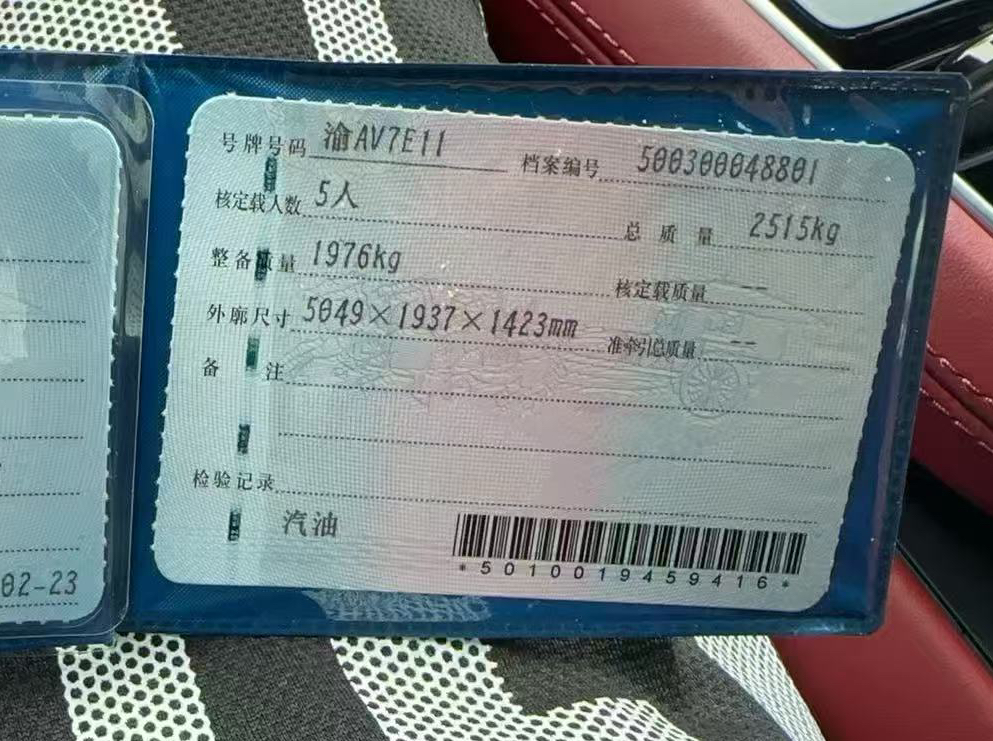 号牌号码 渝AV7E11 档案编号 500300048801
核定载人数 5人 总质量 2515kg
整备质量 1976kg 核定载质量 --
外廓尺寸 5049×1937×1423mm 准牵引总质量 --
备注
检验记录
汽油
*5010019459416*
02-23